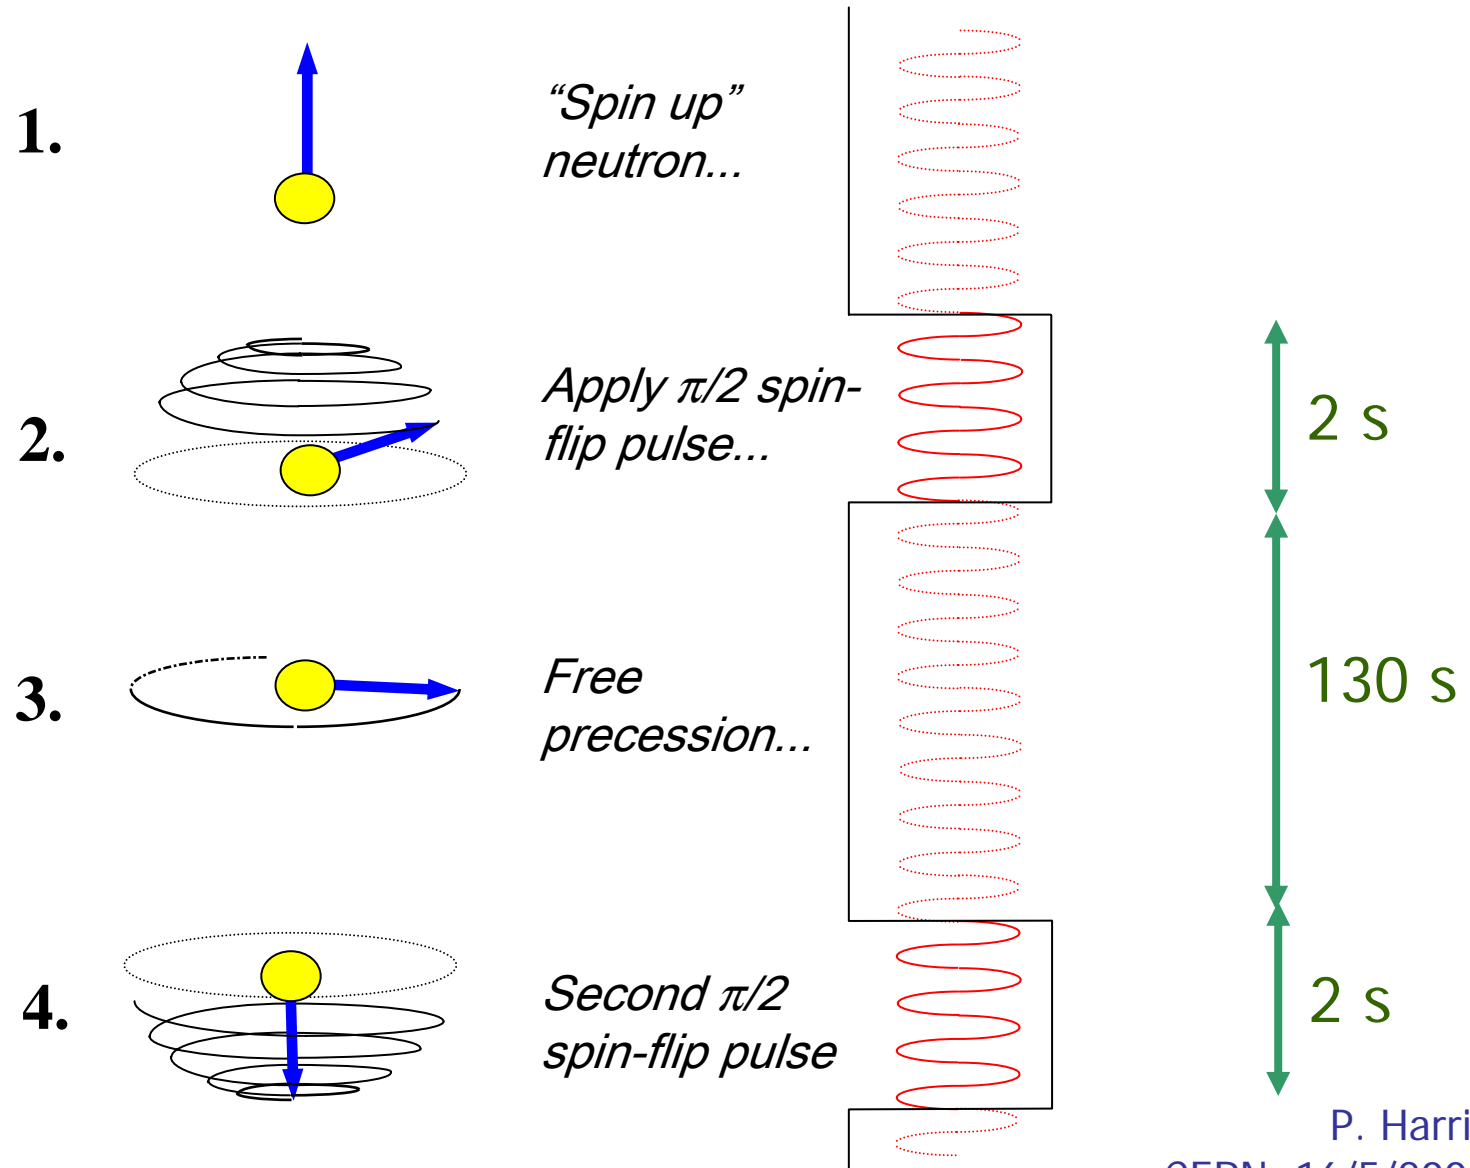 1.
“Spin up”
neutron...
2.
Apply π/2 spin-
flip pulse...
2 s
3.
Free
precession...
130 s
4.
Second π/2
spin-flip pulse
2 s
P. Harri